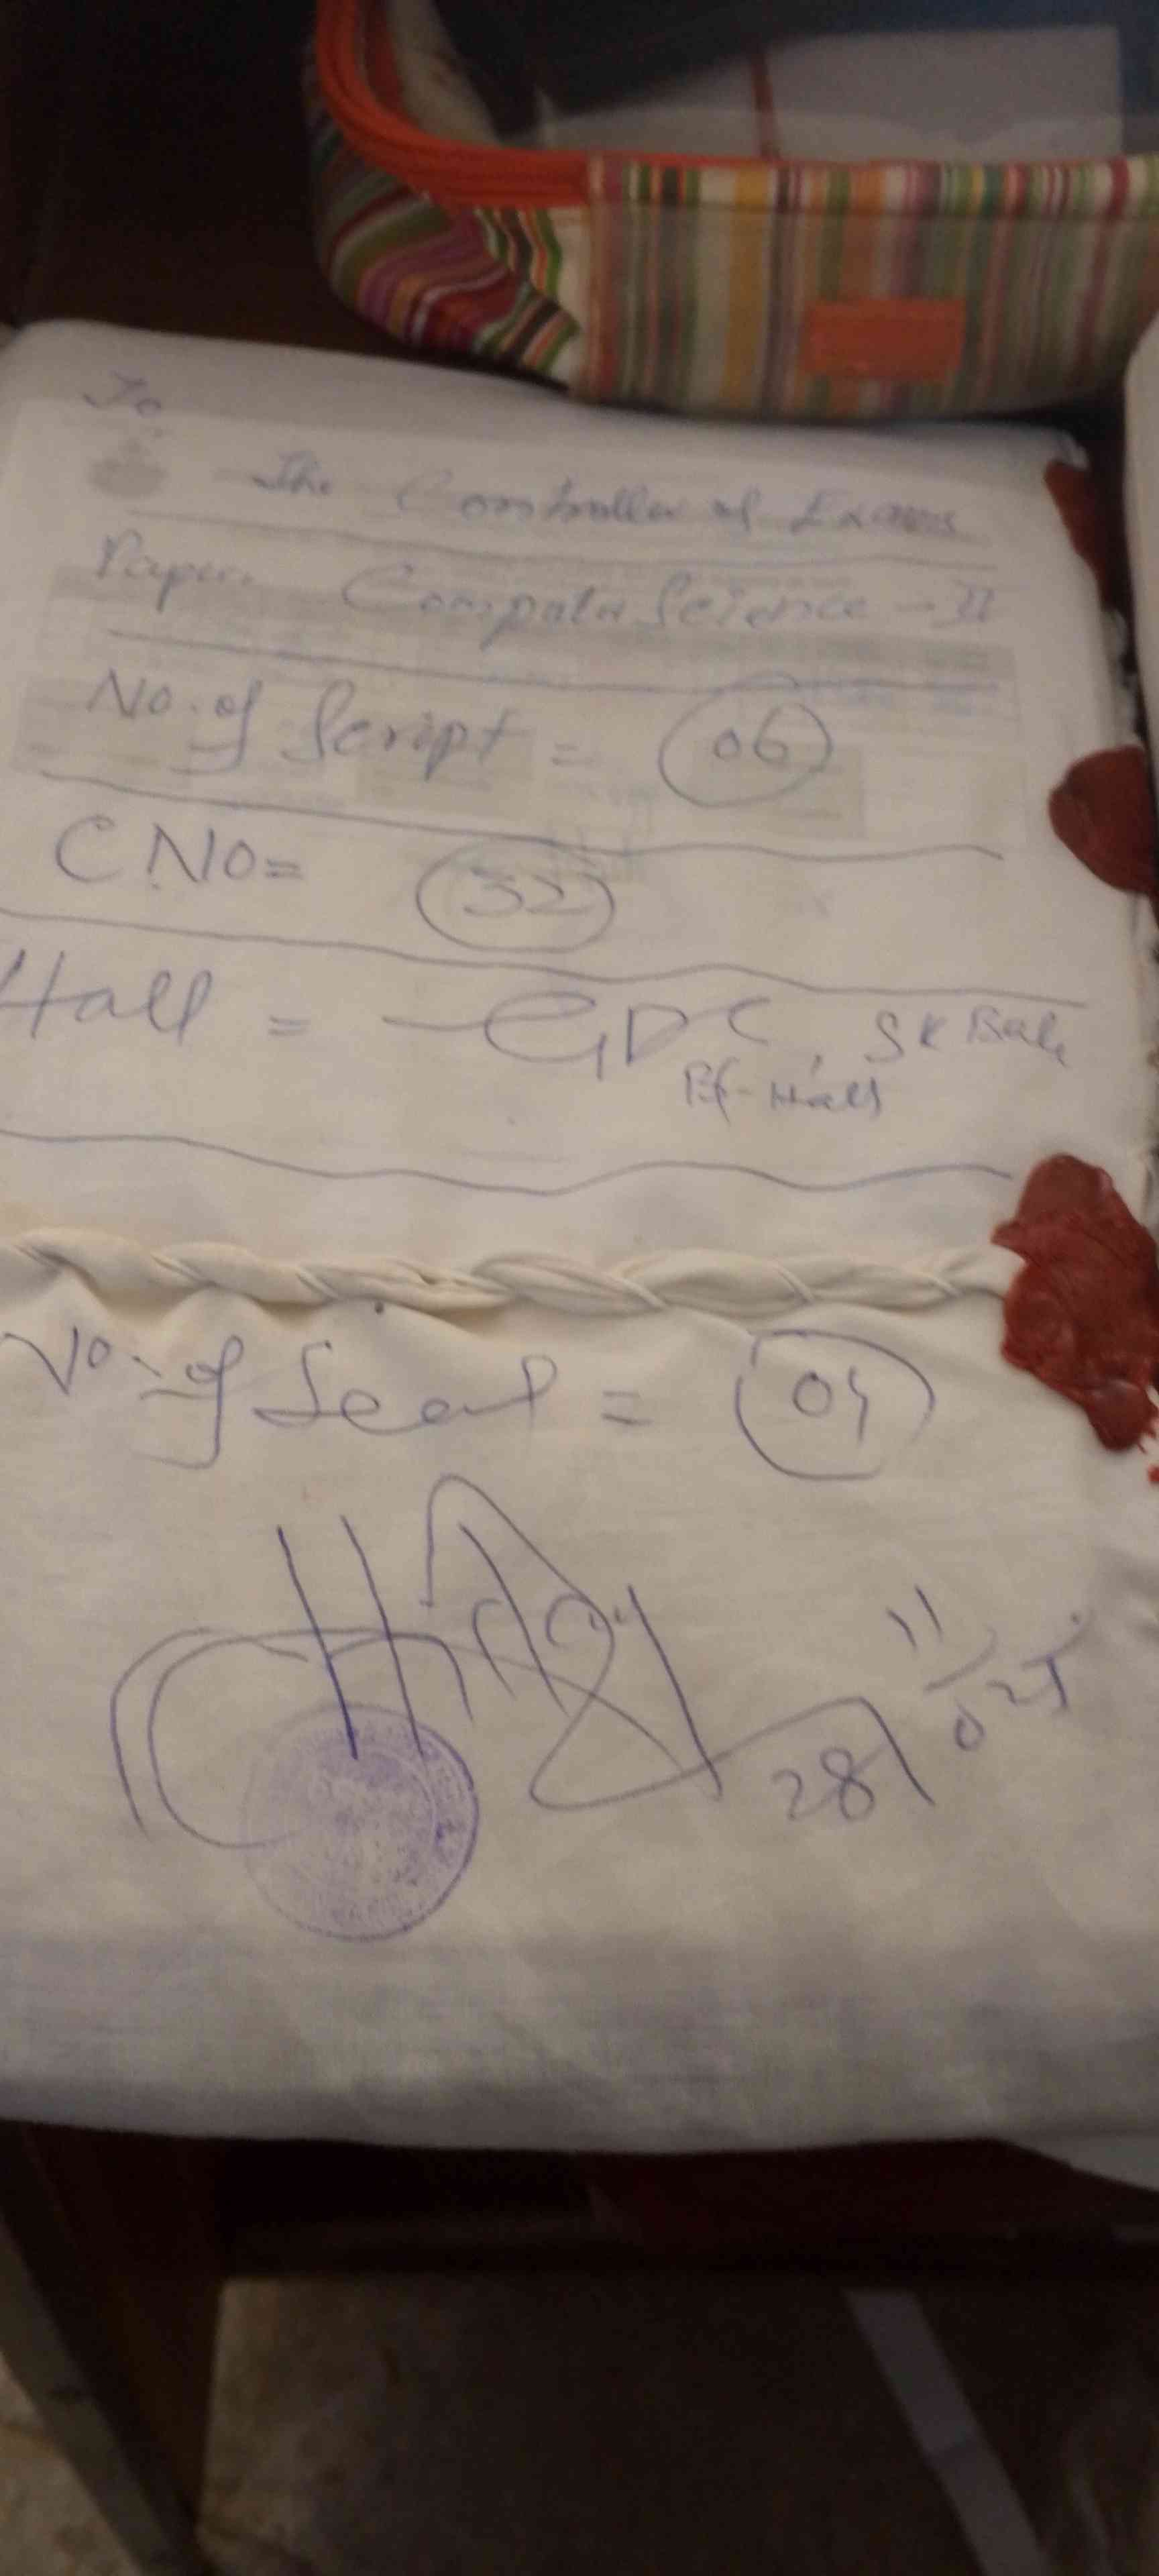 To
The Controller of Exams
Paper Computer Science - II
No. of Script = 06
C.No = 32
Hall = GDC, SK Bala
No. of Seal = 04
28/11/024